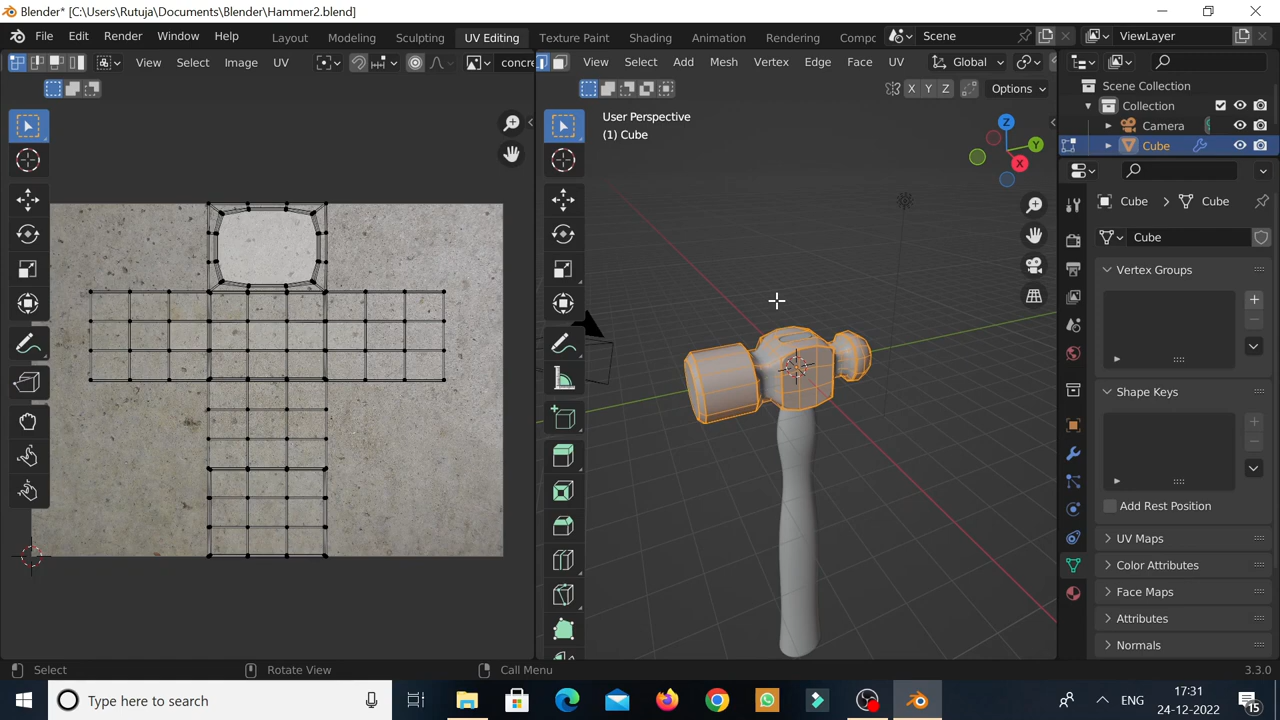 Blender* [C:\Users\Rutuja\Documents\Blender\Hammer2.blend]
File Edit Render Window Help Layout Modeling Sculpting UV Editing Texture Paint Shading Animation Rendering Compc Scene ViewLayer
View Select Image UV concre View Select Add Mesh Vertex Edge Face UV Global
X Y Z Options
Scene Collection
Collection
Camera
Cube
User Perspective
(1) Cube
Z
Y
X
Cube Cube
Cube
Vertex Groups
Shape Keys
Add Rest Position
UV Maps
Color Attributes
Face Maps
Attributes
Normals
Select Rotate View Call Menu 3.3.0
Type here to search
ENG
17:31
24-12-2022
15